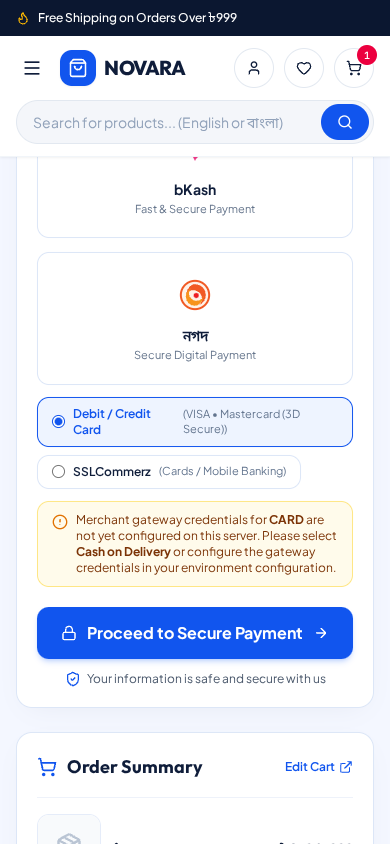 Free Shipping on Orders Over ৳999
NOVARA
1
Search for products... (English or বাংলা)
bKash
Fast & Secure Payment
নগদ
Secure Digital Payment
Debit / Credit Card (VISA • Mastercard (3D Secure))
SSLCommerz (Cards / Mobile Banking)
Merchant gateway credentials for CARD are
not yet configured on this server. Please select
Cash on Delivery or configure the gateway
credentials in your environment configuration.
Proceed to Secure Payment
Your information is safe and secure with us
Order Summary
Edit Cart